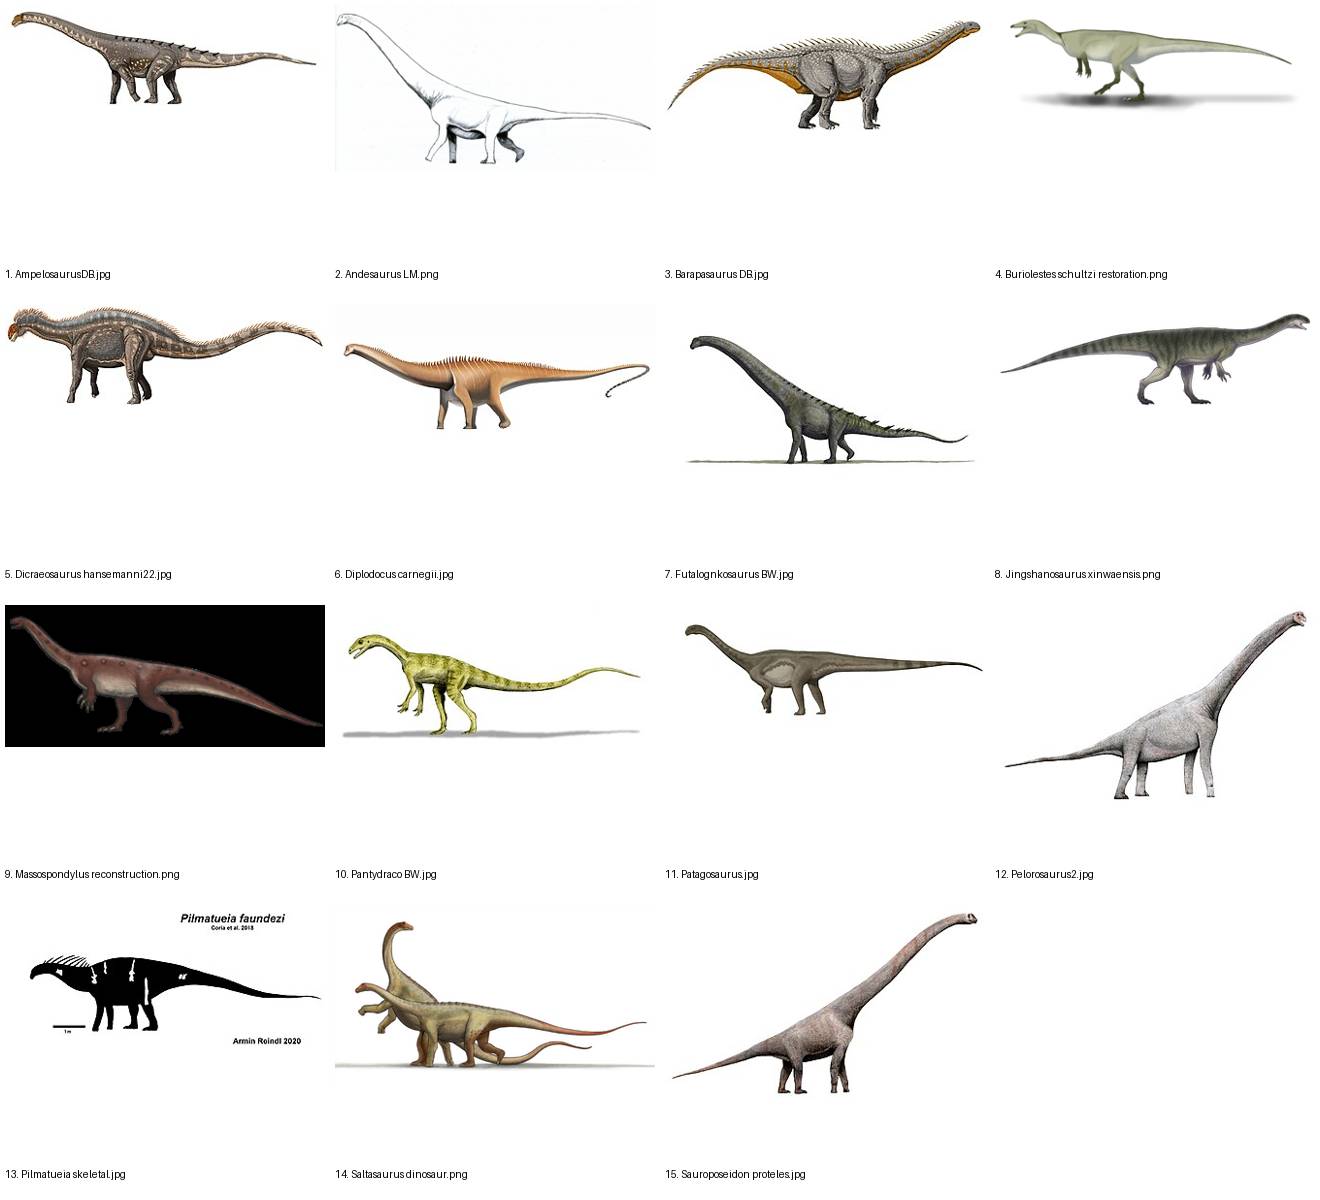 1. AmpelosaurusDB.jpg
2. Andesaurus LM.png
3. Barapasaurus DB.jpg
4. Buriolestes schultzi restoration.png
5. Dicraeosaurus hansemanni22.jpg
6. Diplodocus carnegii.jpg
7. Futalognkosaurus BW.jpg
8. Jingshanosaurus xinwaensis.png
9. Massospondylus reconstruction.png
10. Pantydraco BW.jpg
11. Patagosaurus.jpg
12. Pelorosaurus2.jpg
Pilmatueia faundezi
Coria et al. 2018
1 m
Armin Reindl 2020
13. Pilmatueia skeletal.jpg
14. Saltasaurus dinosaur.png
15. Sauroposeidon proteles.jpg